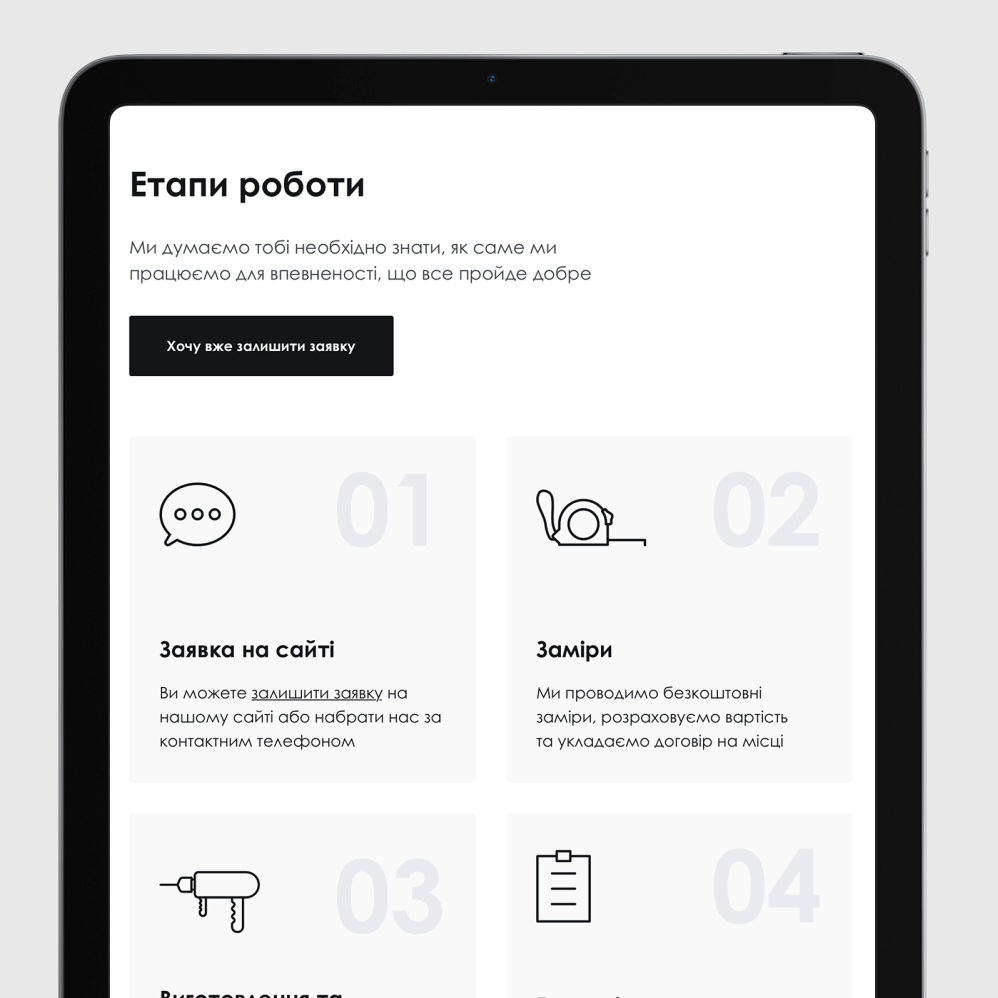 Етапи роботи
Ми думаємо тобі необхідно знати, як саме ми
працюємо для впевненості, що все пройде добре
Хочу вже залишити заявку
01
02
Заявка на сайті
Ви можете залишити заявку на
нашому сайті або набрати нас за
контактним телефоном
Заміри
Ми проводимо безкоштовні
заміри, розраховуємо вартість
та укладаємо договір на місці
03
04
Виготовлення та